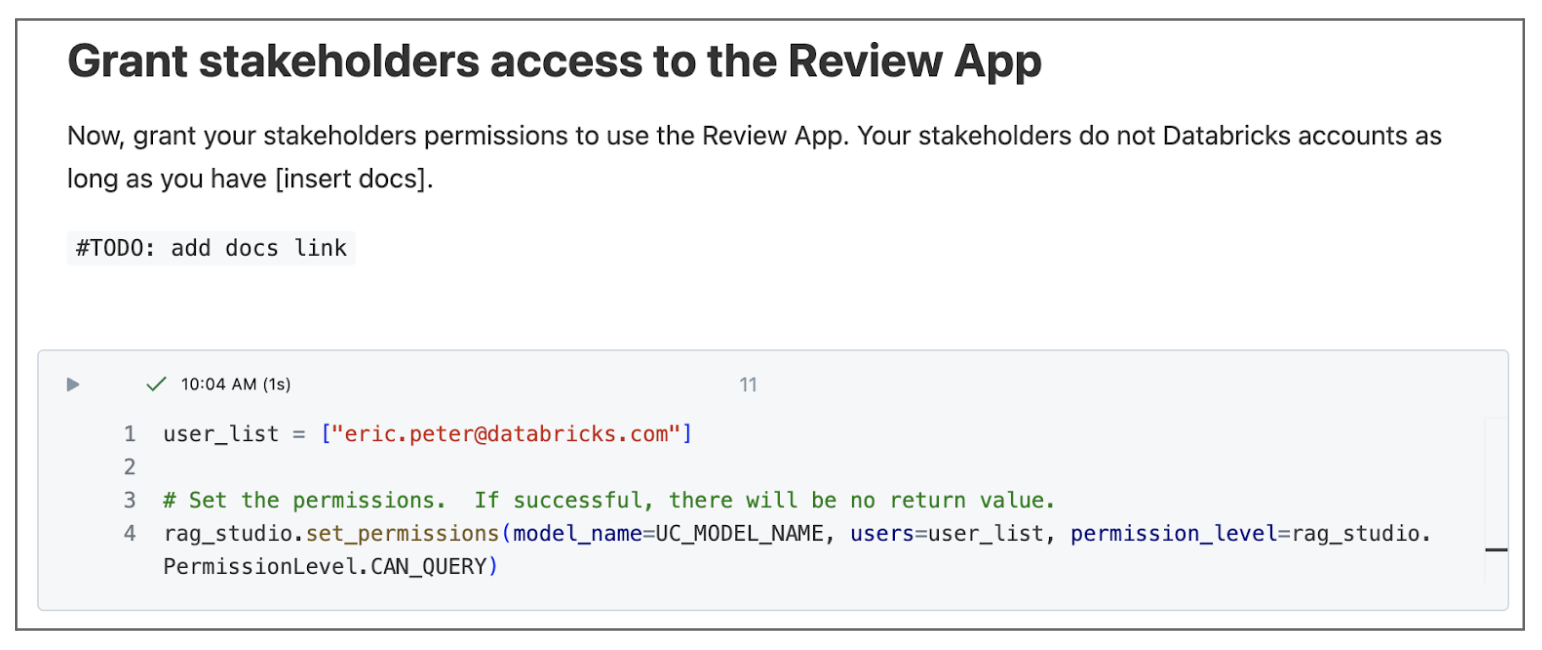 Grant stakeholders access to the Review App
Now, grant your stakeholders permissions to use the Review App. Your stakeholders do not Databricks accounts as
long as you have [insert docs].
#TODO: add docs link
10:04 AM (1s) 11
1 user_list = ["eric.peter@databricks.com"]
2
3 # Set the permissions.  If successful, there will be no return value.
4 rag_studio.set_permissions(model_name=UC_MODEL_NAME, users=user_list, permission_level=rag_studio.
PermissionLevel.CAN_QUERY)